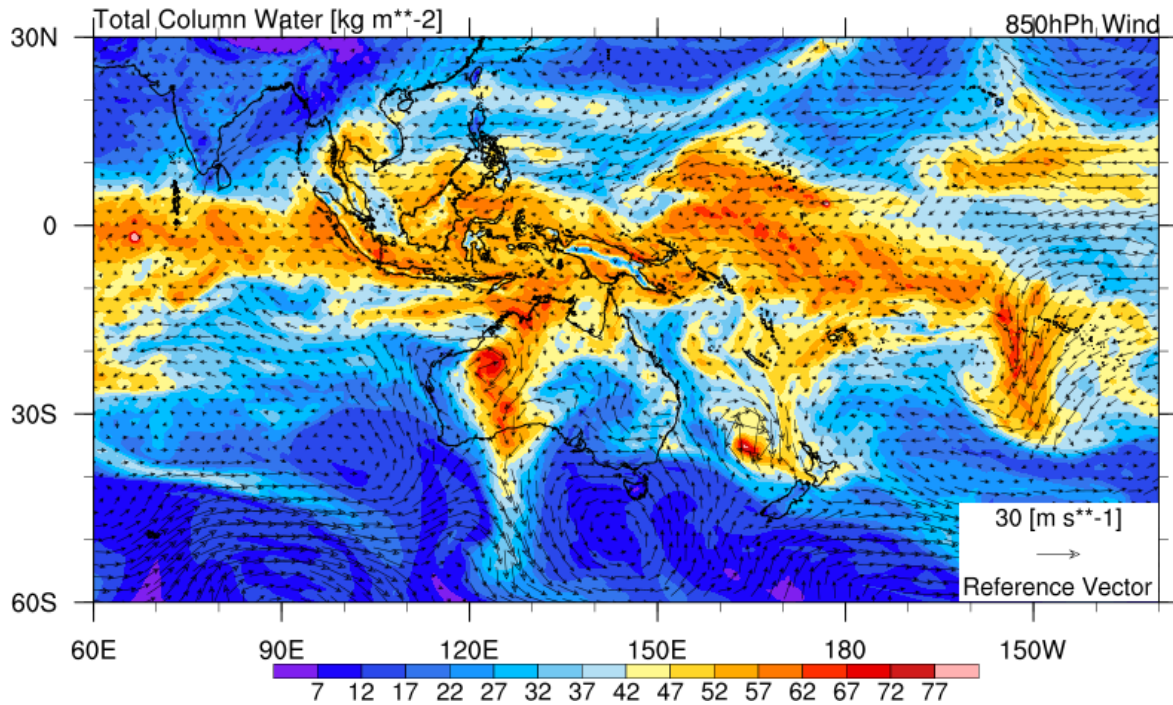 Total Column Water [kg m**-2] 850hPh Wind
30N
0
30S
60S
30 [m s**-1]
Reference Vector
60E 90E 120E 150E 180 150W
7 12 17 22 27 32 37 42 47 52 57 62 67 72 77